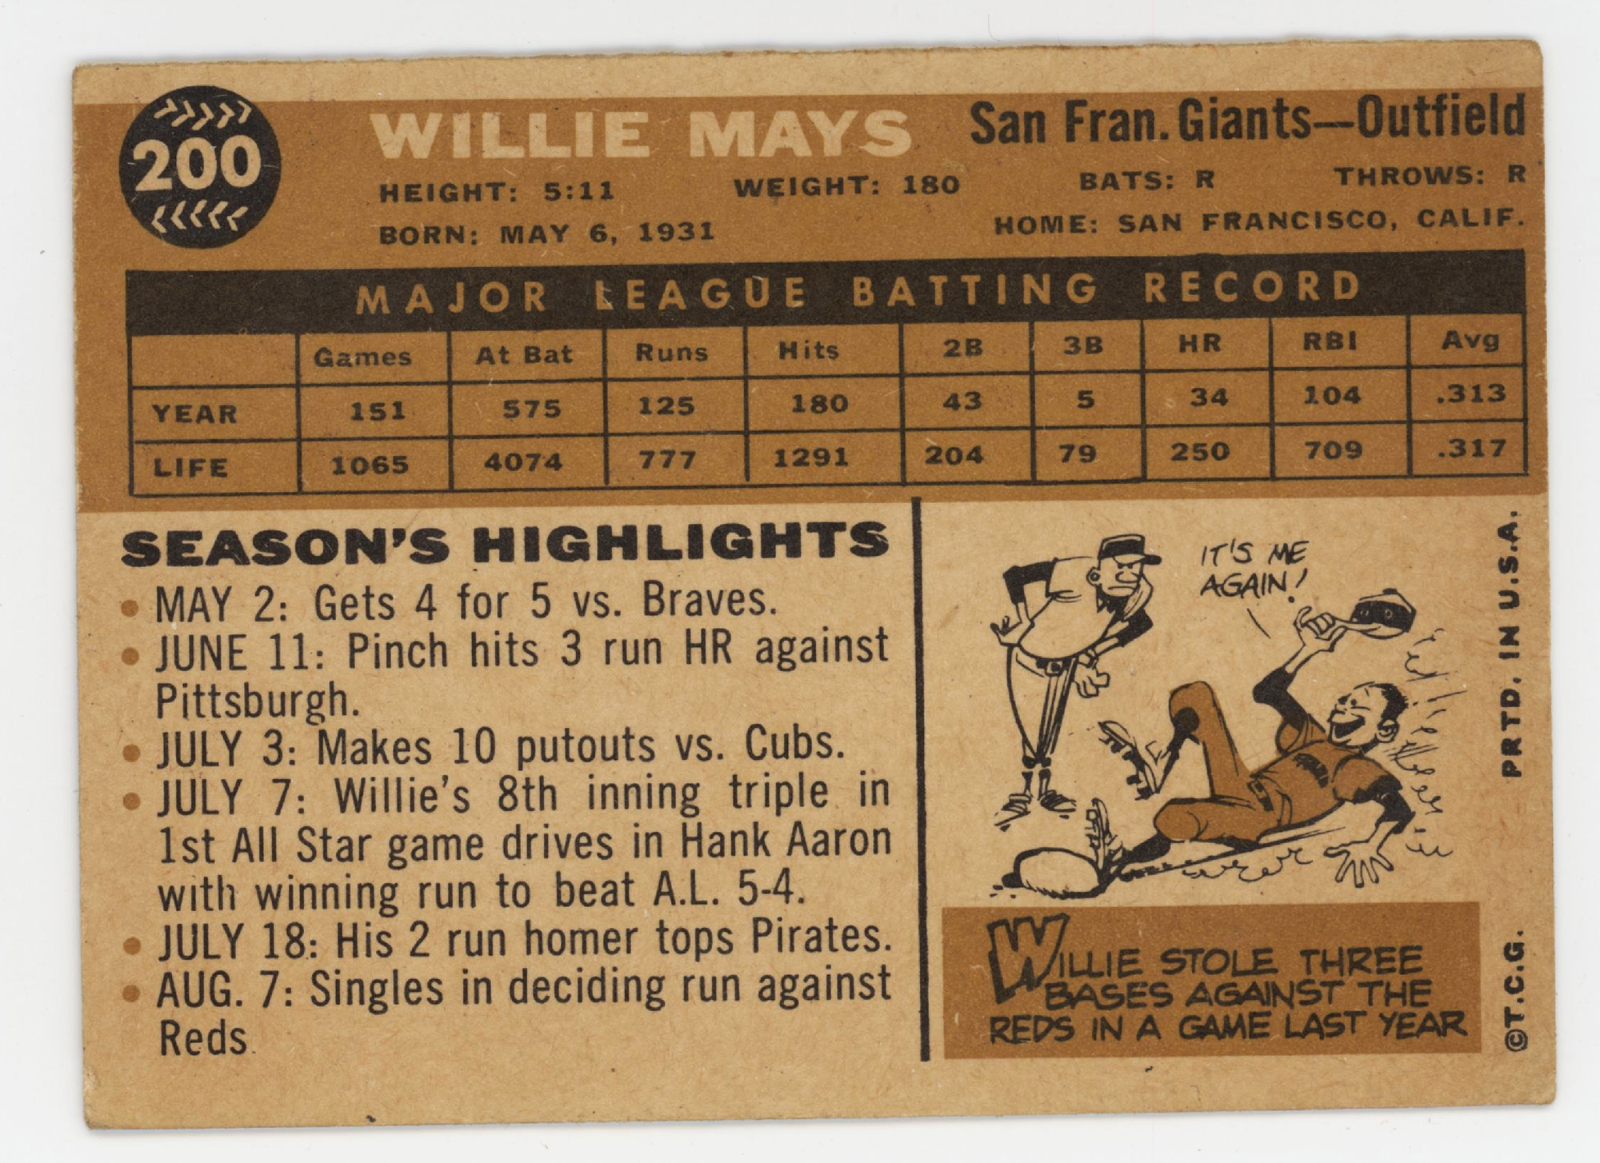 200
WILLIE MAYS
San Fran. Giants—Outfield
HEIGHT: 5:11 WEIGHT: 180 BATS: R THROWS: R
BORN: MAY 6, 1931 HOME: SAN FRANCISCO, CALIF.
MAJOR LEAGUE BATTING RECORD
Games At Bat Runs Hits 2B 3B HR RBI Avg
YEAR 151 575 125 180 43 5 34 104 .313
LIFE 1065 4074 777 1291 204 79 250 709 .317
SEASON'S HIGHLIGHTS
• MAY 2: Gets 4 for 5 vs. Braves.
• JUNE 11: Pinch hits 3 run HR against
Pittsburgh.
• JULY 3: Makes 10 putouts vs. Cubs.
• JULY 7: Willie's 8th inning triple in
1st All Star game drives in Hank Aaron
with winning run to beat A.L. 5-4.
• JULY 18: His 2 run homer tops Pirates.
• AUG. 7: Singles in deciding run against
Reds.
IT'S ME
AGAIN!
WILLIE STOLE THREE
BASES AGAINST THE
REDS IN A GAME LAST YEAR
©T.C.G. PRTD. IN U.S.A.